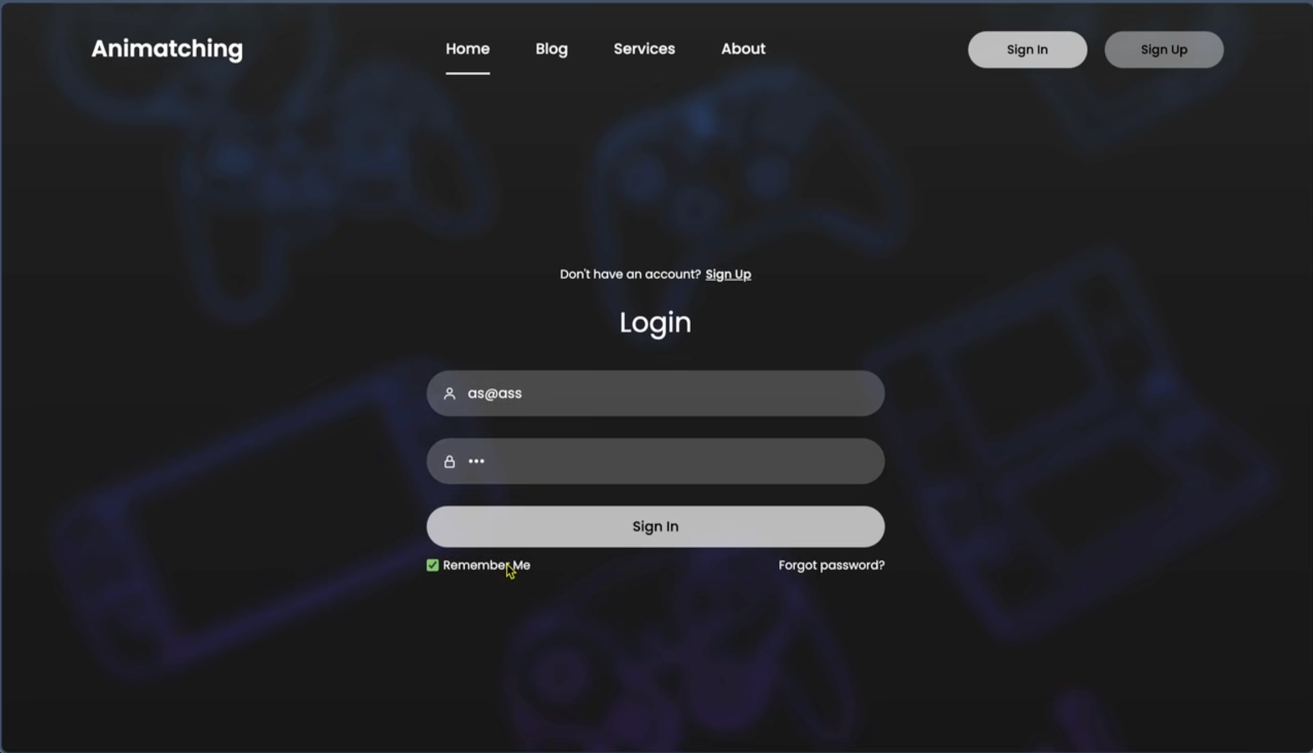 Animatching
Home Blog Services About
Sign In Sign Up
Don't have an account? Sign Up
Login
as@ass
•••
Sign In
Remember Me Forgot password?